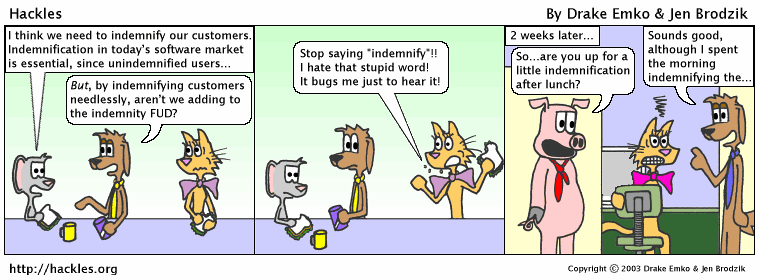 Hackles
By Drake Emko & Jen Brodzik
I think we need to indemnify our customers.
Indemnification in today's software market
is essential, since unindemnified users...
But, by indemnifying customers
needlessly, aren't we adding to
the indemnity FUD?
Stop saying "indemnify"!!
I hate that stupid word!
It bugs me just to hear it!
2 weeks later...
So...are you up for a
little indemnification
after lunch?
Sounds good,
although I spent
the morning
indemnifying the...
http://hackles.org
Copyright © 2003 Drake Emko & Jen Brodzik